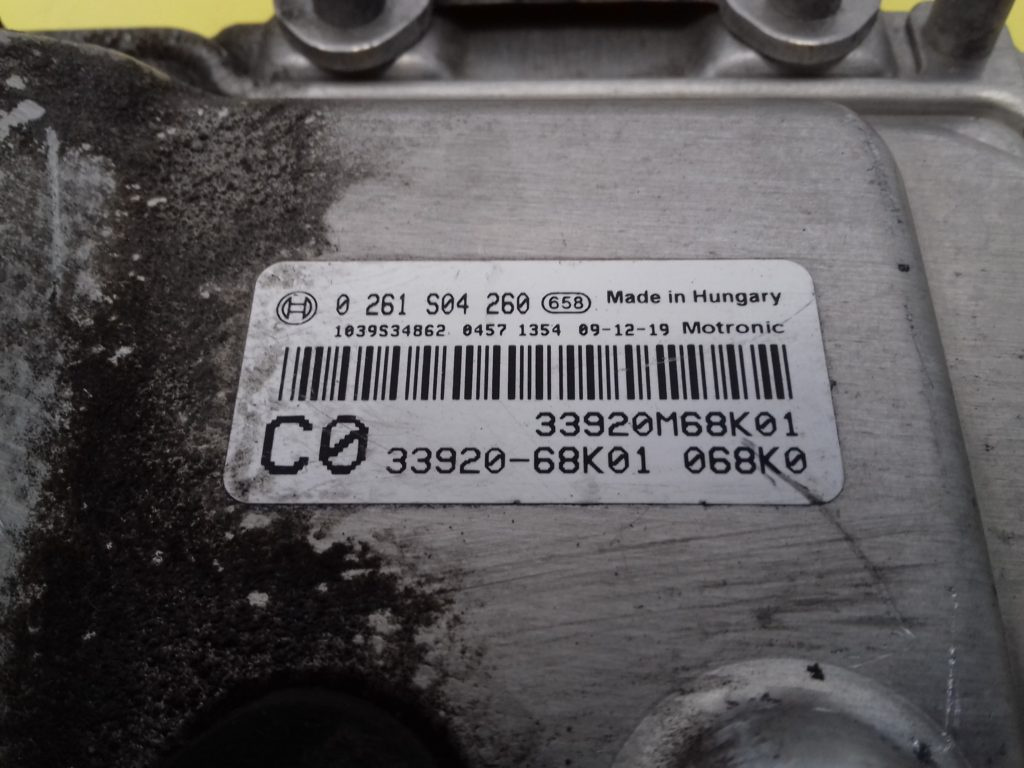 0 261 S04 260 658 Made in Hungary
1039S34862 0457 1354 09-12-19 Motronic
33920M68K01
C0 33920-68K01 068K0